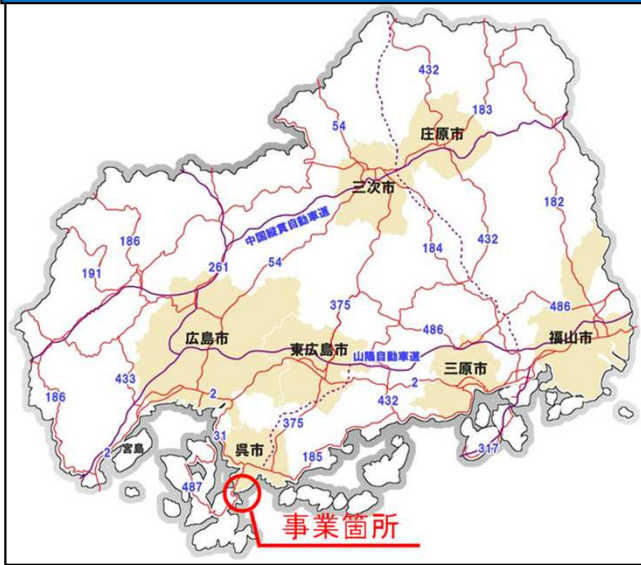 432
183
54
庄原市
三次市
182
中国縦貫自動車道
186
184
432
191
261
54
375
486
広島市
486
福山市
東広島市
山陽自動車道
三原市
433
186
2
2
432
375
31
呉市
185
317
2
宮島
487
事業箇所